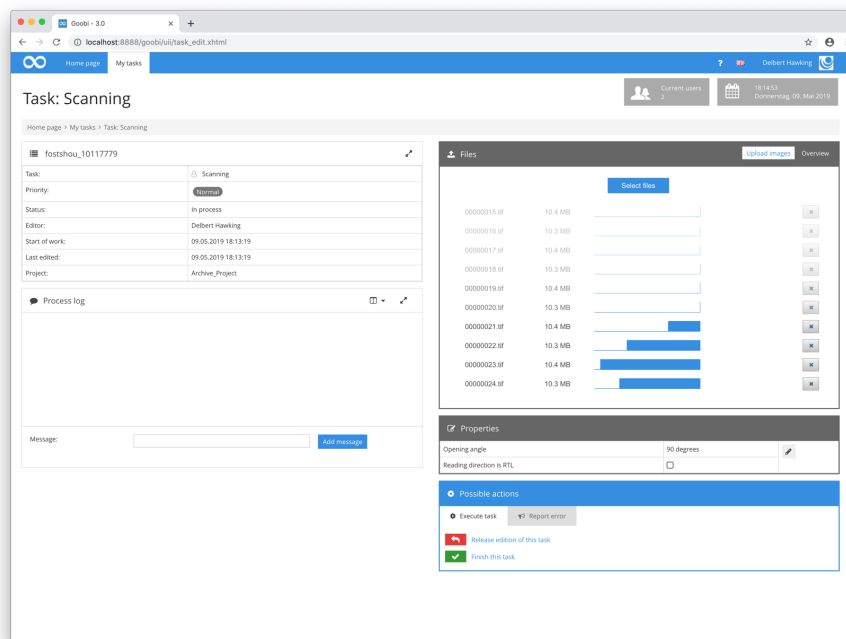 Goobi - 3.0
localhost:8888/goobi/uii/task_edit.xhtml
Home page
My tasks
?
Delbert Hawking
Task: Scanning
Current users
2
18:14:53
Donnerstag, 09. Mai 2019
Home page > My tasks > Task: Scanning
fostshou_10117779
Task: Scanning
Priority: Normal
Status: In process
Editor: Delbert Hawking
Start of work: 09.05.2019 18:13:19
Last edited: 09.05.2019 18:13:19
Project: Archive_Project
Process log
Message:
Add message
Files
Upload images
Overview
Select files
00000015.tif 10.4 MB
00000016.tif 10.3 MB
00000017.tif 10.4 MB
00000018.tif 10.3 MB
00000019.tif 10.4 MB
00000020.tif 10.3 MB
00000021.tif 10.4 MB
00000022.tif 10.3 MB
00000023.tif 10.4 MB
00000024.tif 10.3 MB
Properties
Opening angle 90 degrees
Reading direction is RTL
Possible actions
Execute task
Report error
Release edition of this task
Finish this task